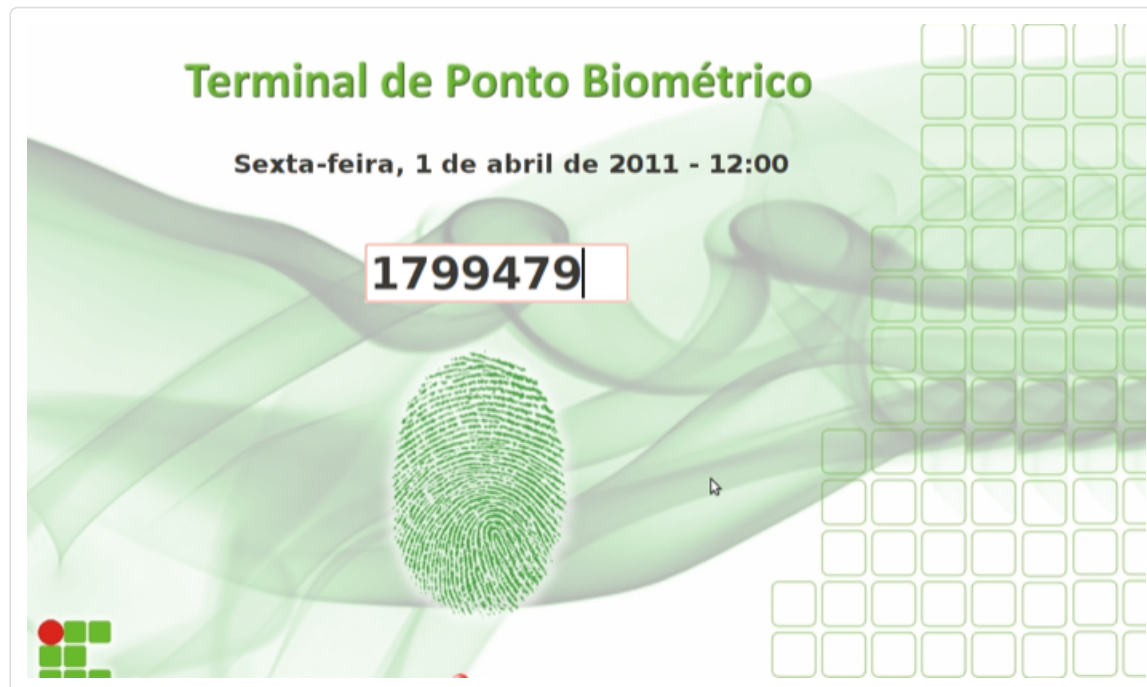 Terminal de Ponto Biométrico
Sexta-feira, 1 de abril de 2011 - 12:00
1799479